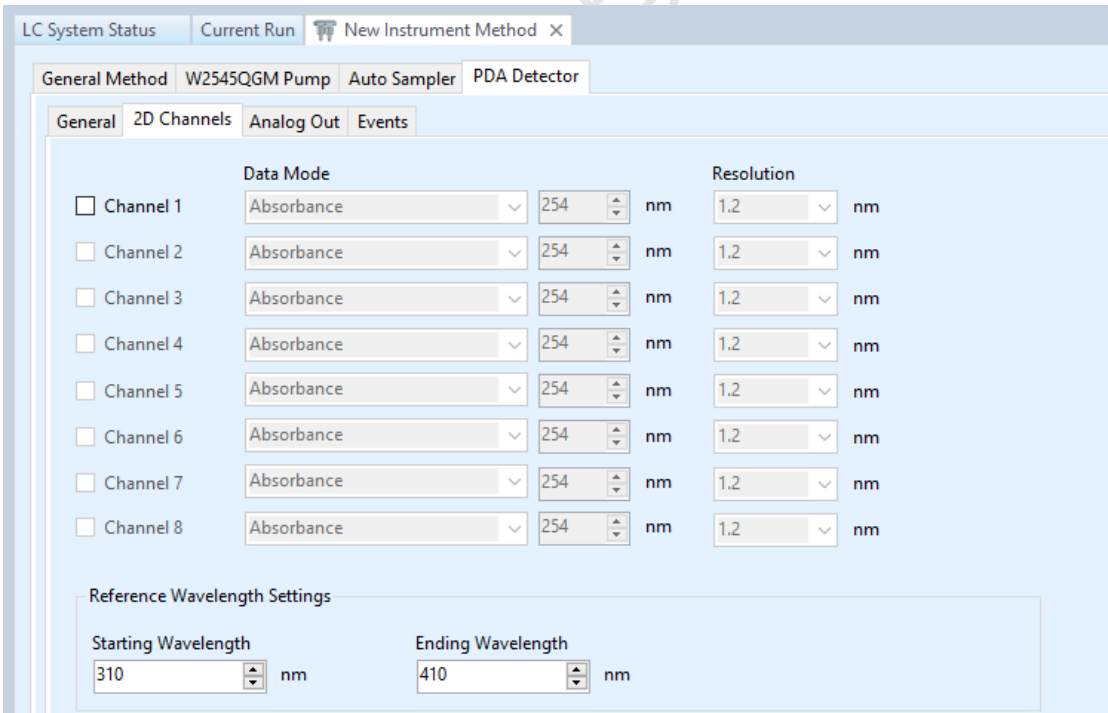 LC System Status Current Run New Instrument Method
General Method W2545QGM Pump Auto Sampler PDA Detector
General 2D Channels Analog Out Events
Data Mode Resolution
Channel 1 Absorbance 254 nm 1.2 nm
Channel 2 Absorbance 254 nm 1.2 nm
Channel 3 Absorbance 254 nm 1.2 nm
Channel 4 Absorbance 254 nm 1.2 nm
Channel 5 Absorbance 254 nm 1.2 nm
Channel 6 Absorbance 254 nm 1.2 nm
Channel 7 Absorbance 254 nm 1.2 nm
Channel 8 Absorbance 254 nm 1.2 nm
Reference Wavelength Settings
Starting Wavelength Ending Wavelength
310 nm 410 nm